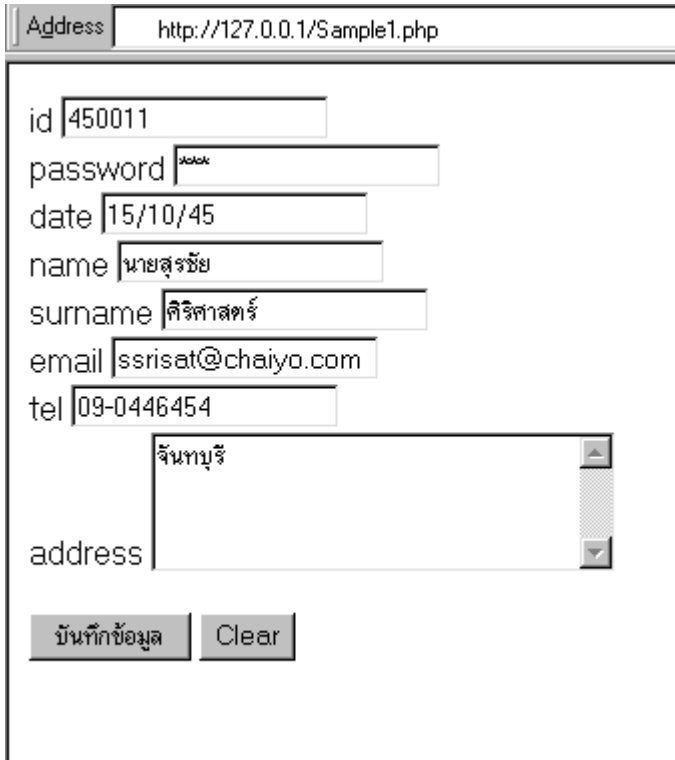 Address http://127.0.0.1/Sample1.php
id 450011
password ****
date 15/10/45
name นายสุรชัย
surname ศิริศาสตร์
email ssrisat@chaiyo.com
tel 09-0446454
address จันทบุรี
บันทึกข้อมูล Clear